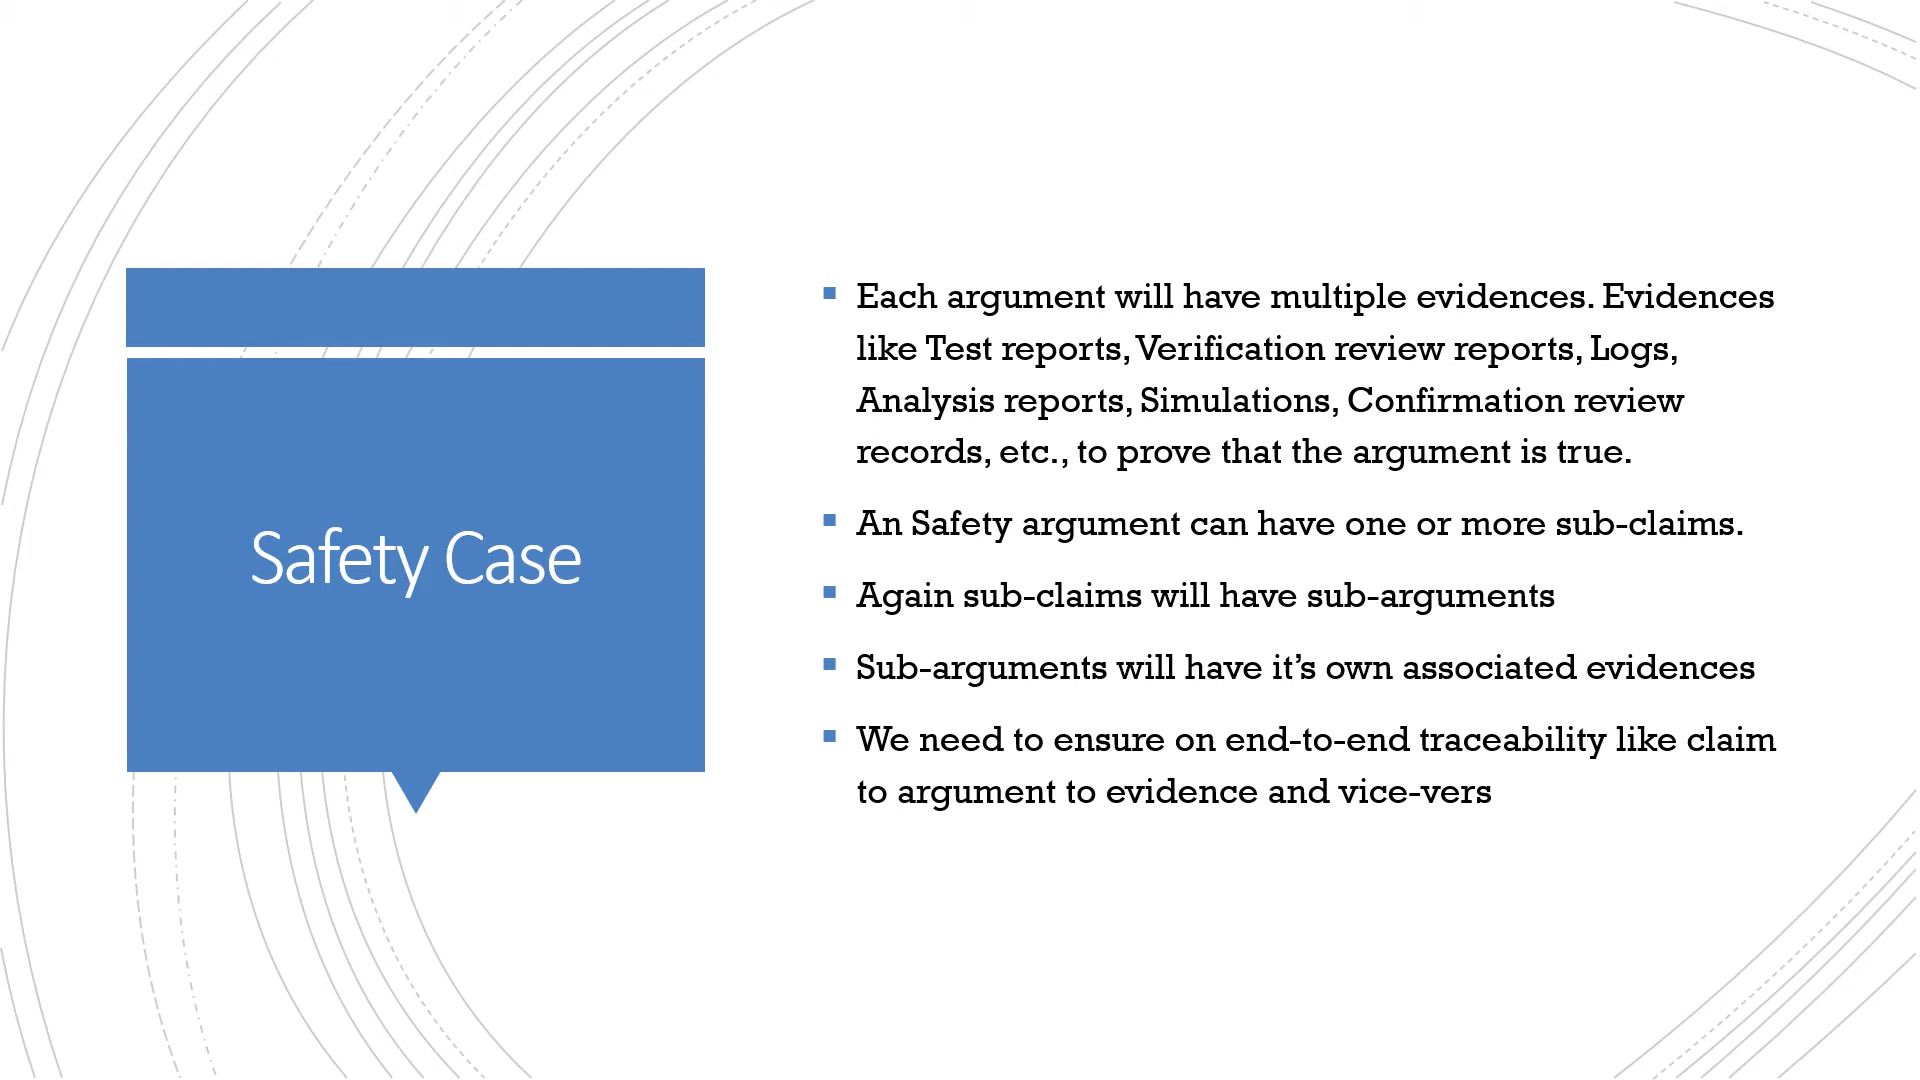 Safety Case
Each argument will have multiple evidences. Evidences
like Test reports, Verification review reports, Logs,
Analysis reports, Simulations, Confirmation review
records, etc., to prove that the argument is true.
An Safety argument can have one or more sub-claims.
Again sub-claims will have sub-arguments
Sub-arguments will have it’s own associated evidences
We need to ensure on end-to-end traceability like claim
to argument to evidence and vice-vers